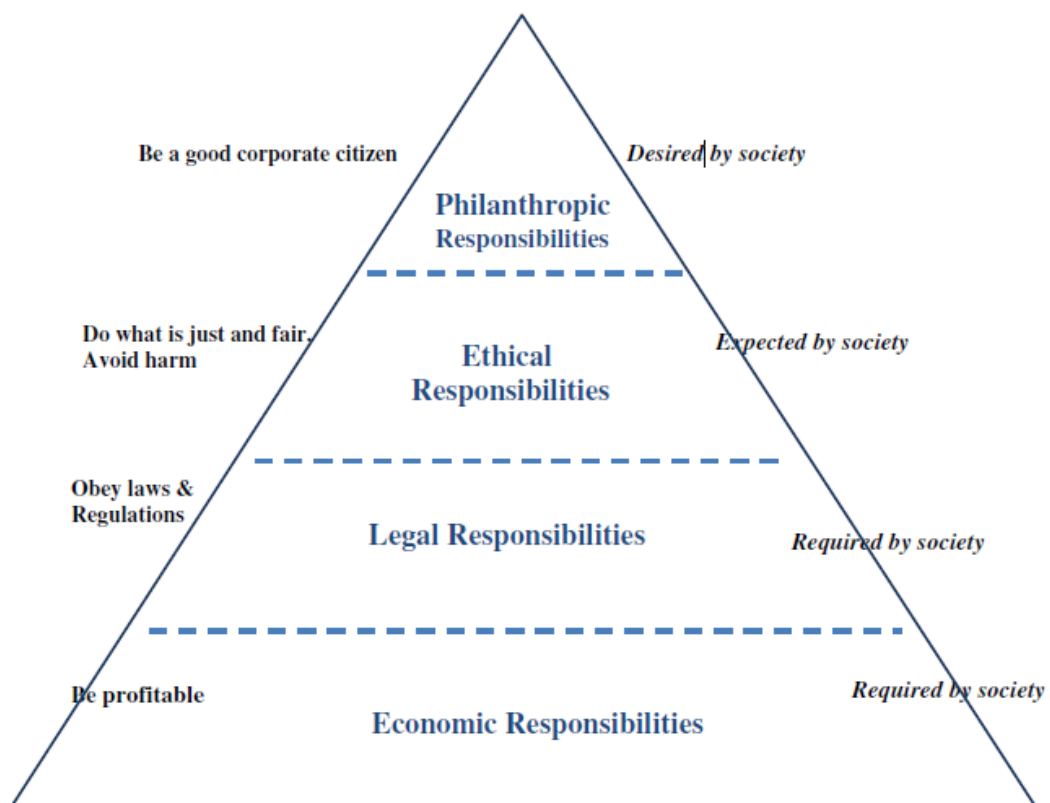 Be a good corporate citizen
Desired by society
Philanthropic
Responsibilities
Do what is just and fair,
Avoid harm
Expected by society
Ethical
Responsibilities
Obey laws &
Regulations
Legal Responsibilities
Required by society
Be profitable
Required by society
Economic Responsibilities